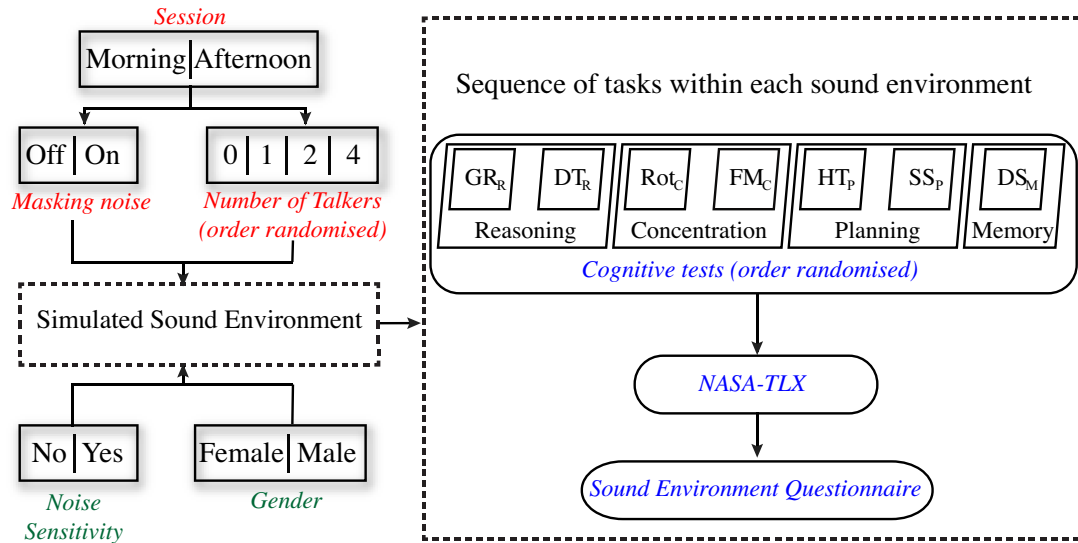 Session
Morning Afternoon
Off On
0 1 2 4
Masking noise
Number of Talkers
(order randomised)
Simulated Sound Environment
No Yes
Female Male
Noise
Sensitivity
Gender
Sequence of tasks within each sound environment
GR_R DT_R Rot_C FM_C HT_P SS_P DS_M
Reasoning Concentration Planning Memory
Cognitive tests (order randomised)
NASA-TLX
Sound Environment Questionnaire